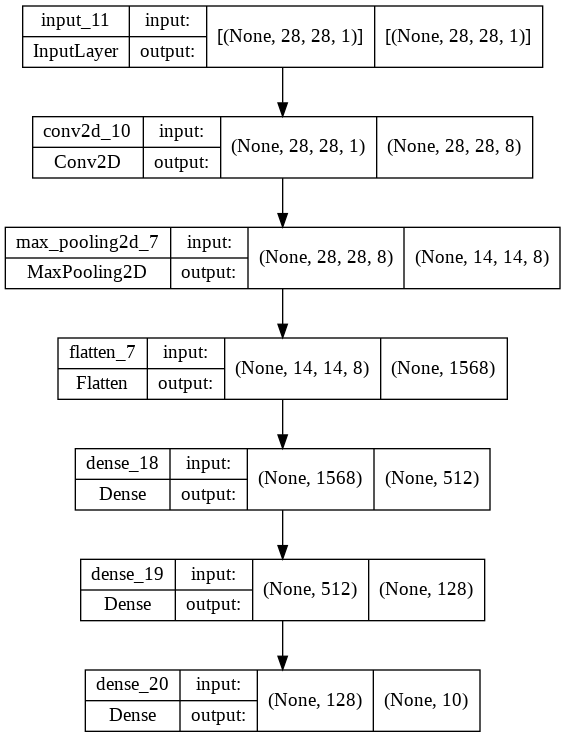 input_11 input: [(None, 28, 28, 1)] [(None, 28, 28, 1)]
InputLayer output:
conv2d_10 input: (None, 28, 28, 1) (None, 28, 28, 8)
Conv2D output:
max_pooling2d_7 input: (None, 28, 28, 8) (None, 14, 14, 8)
MaxPooling2D output:
flatten_7 input: (None, 14, 14, 8) (None, 1568)
Flatten output:
dense_18 input: (None, 1568) (None, 512)
Dense output:
dense_19 input: (None, 512) (None, 128)
Dense output:
dense_20 input: (None, 128) (None, 10)
Dense output: